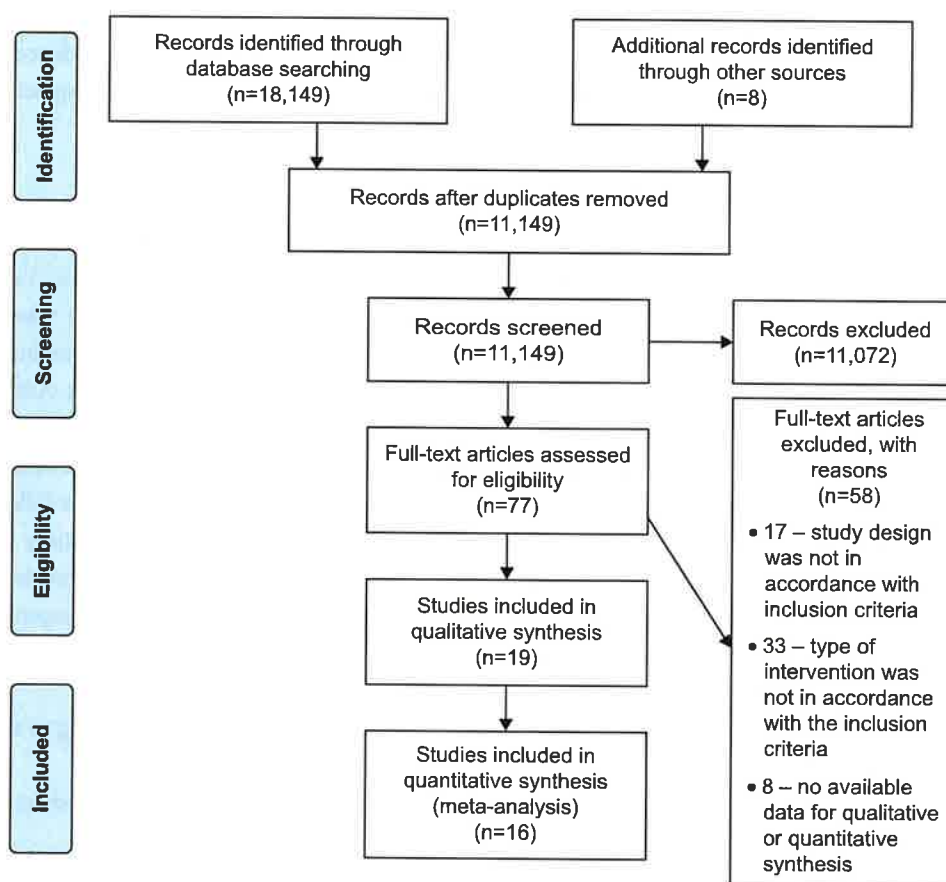 Identification
Records identified through
database searching
(n=18,149)
Additional records identified
through other sources
(n=8)
Records after duplicates removed
(n=11,149)
Screening
Records screened
(n=11,149)
Records excluded
(n=11,072)
Eligibility
Full-text articles assessed
for eligibility
(n=77)
Full-text articles
excluded, with
reasons
(n=58)
• 17 – study design
was not in
accordance with
inclusion criteria
• 33 – type of
intervention was
not in accordance
with the inclusion
criteria
• 8 – no available
data for qualitative
or quantitative
synthesis
Studies included in
qualitative synthesis
(n=19)
Included
Studies included in
quantitative synthesis
(meta-analysis)
(n=16)